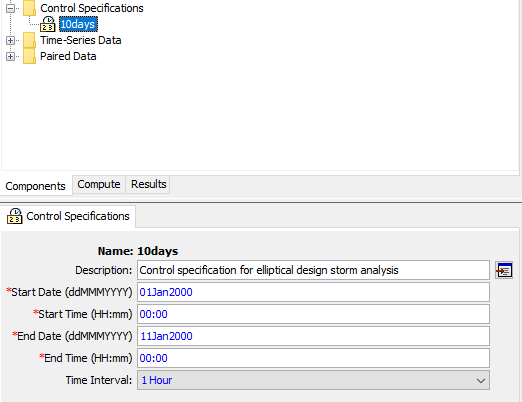 Control Specifications
10days
Time-Series Data
Paired Data
Components Compute Results
Control Specifications
Name: 10days
Description: Control specification for elliptical design storm analysis
*Start Date (ddMMMYYYY) 01Jan2000
*Start Time (HH:mm) 00:00
*End Date (ddMMMYYYY) 11Jan2000
*End Time (HH:mm) 00:00
Time Interval: 1 Hour